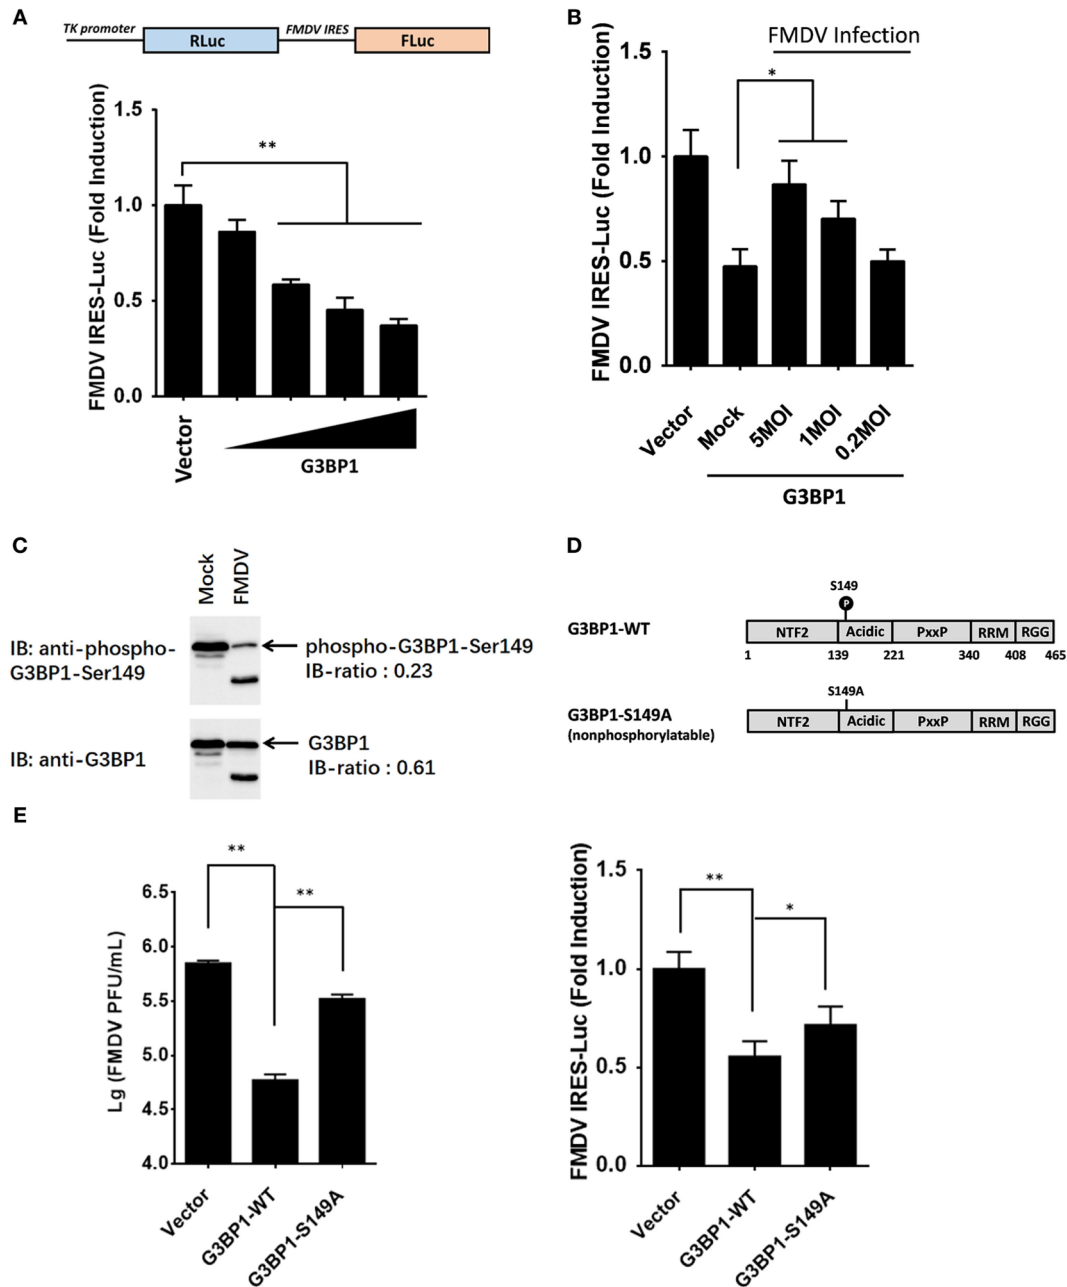 A
TK promoter
RLuc
FMDV IRES
FLuc
FMDV IRES-Luc (Fold Induction)
1.5
1.0
0.5
0.0
**
Vector
G3BP1
B
FMDV Infection
FMDV IRES-Luc (Fold Induction)
1.5
1.0
0.5
0.0
*
Vector
Mock
5MOI
1MOI
0.2MOI
G3BP1
C
Mock
FMDV
IB: anti-phospho-
G3BP1-Ser149
phospho-G3BP1-Ser149
IB-ratio : 0.23
IB: anti-G3BP1
G3BP1
IB-ratio : 0.61
D
S149
P
G3BP1-WT
NTF2 Acidic PxxP RRM RGG
1 139 221 340 408 465
S149A
G3BP1-S149A
(nonphosphorylatable)
NTF2 Acidic PxxP RRM RGG
E
Lg (FMDV PFU/mL)
6.5
6.0
5.5
5.0
4.5
4.0
**
**
Vector
G3BP1-WT
G3BP1-S149A
FMDV IRES-Luc (Fold Induction)
1.5
1.0
0.5
0.0
**
*
Vector
G3BP1-WT
G3BP1-S149A